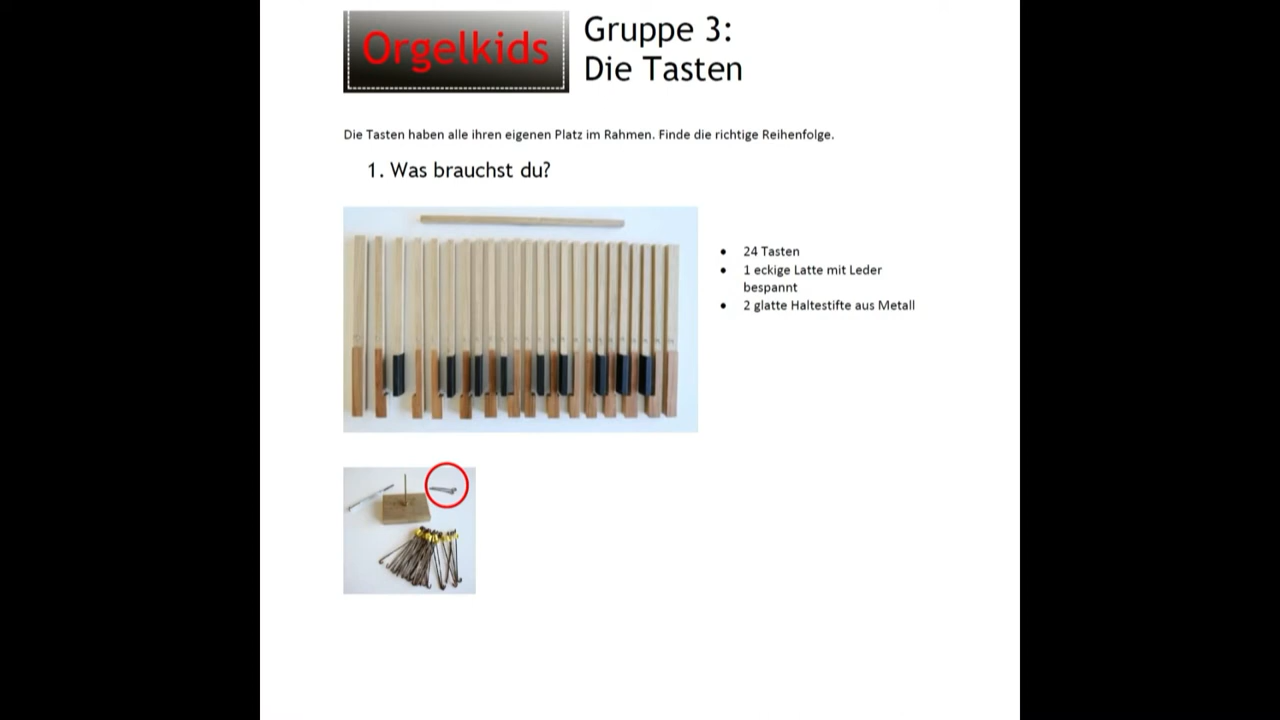 Orgelkids
Gruppe 3:
Die Tasten
Die Tasten haben alle ihren eigenen Platz im Rahmen. Finde die richtige Reihenfolge.
1. Was brauchst du?
• 24 Tasten
• 1 eckige Latte mit Leder
bespannt
• 2 glatte Haltestifte aus Metall